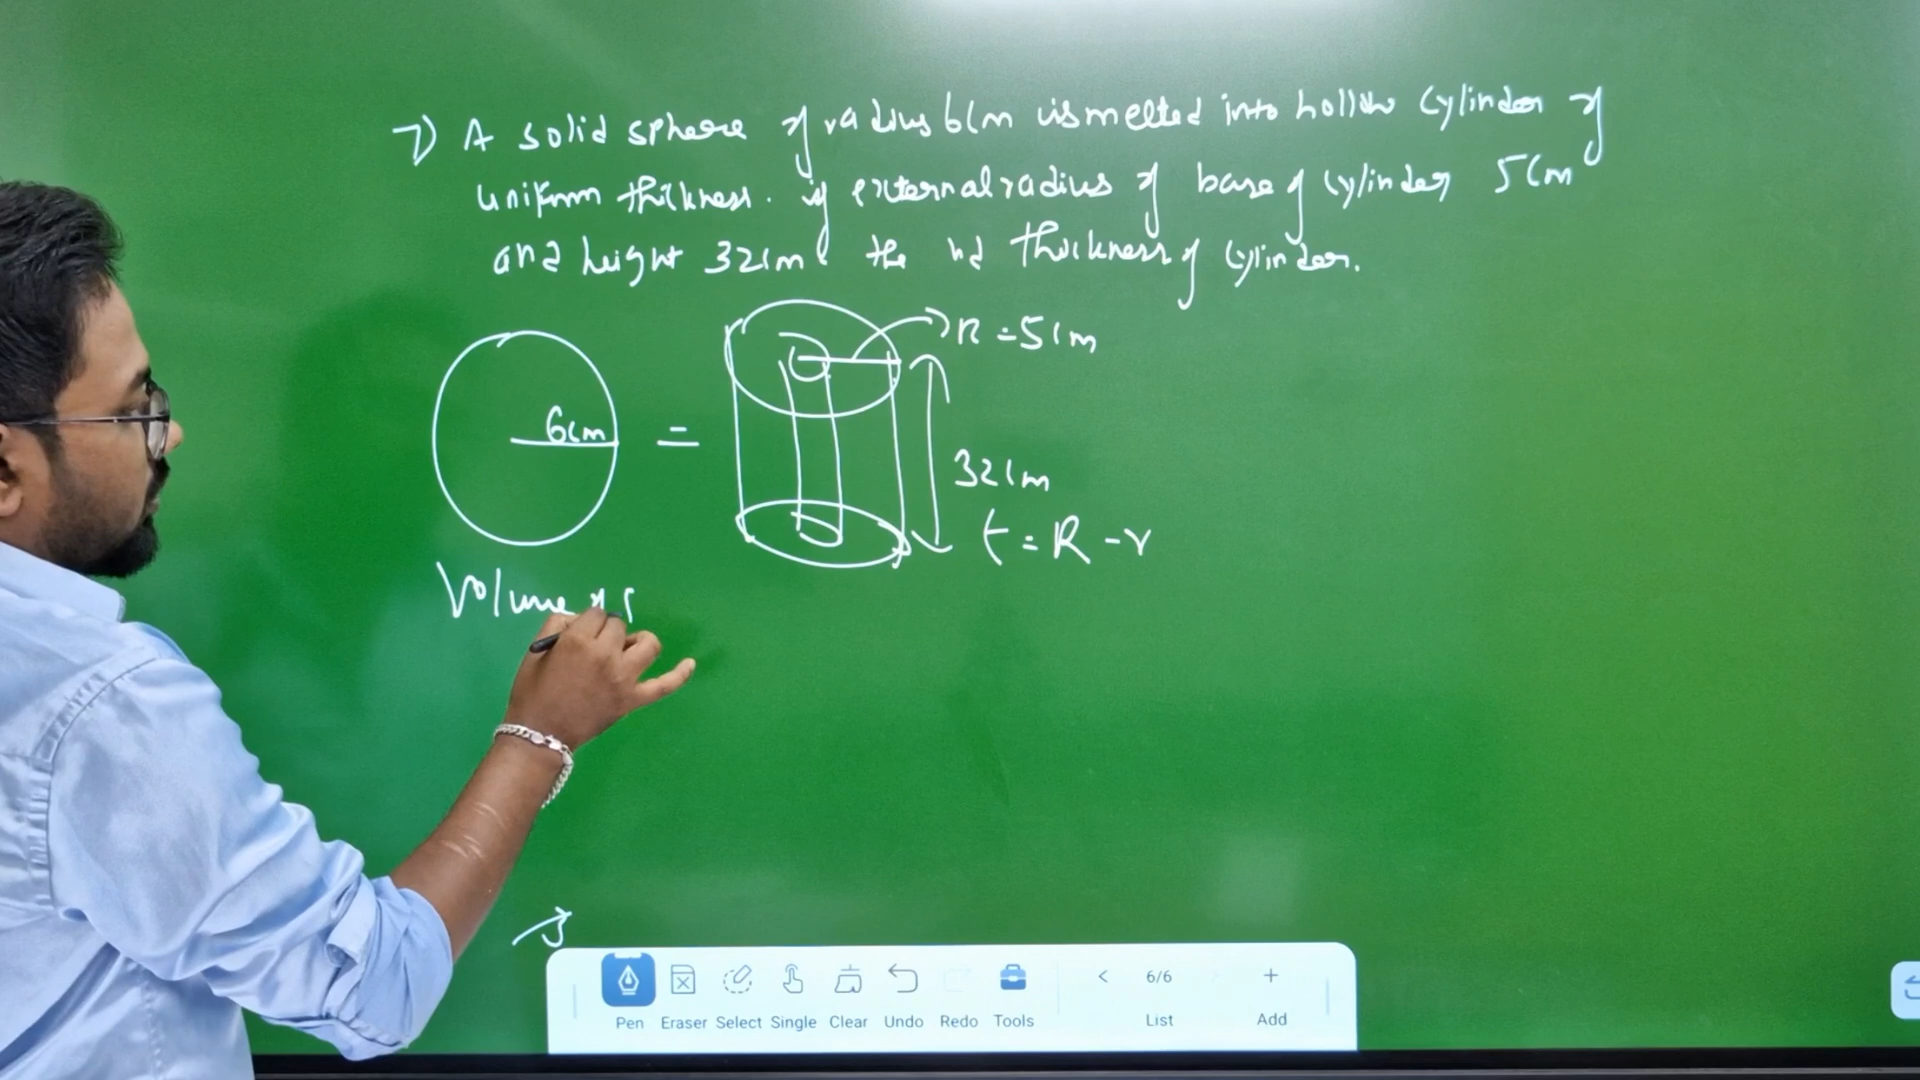 7) A solid sphere of radius 6cm is melted into hollow cylinder of
uniform thickness. if external radius of base of cylinder 5cm
and height 32cm the thickness of cylinder.
R = 5cm
6cm
=
32cm
t = R - r
Volume of s
Pen Eraser Select Single Clear Undo Redo Tools < 6/6 List + Add